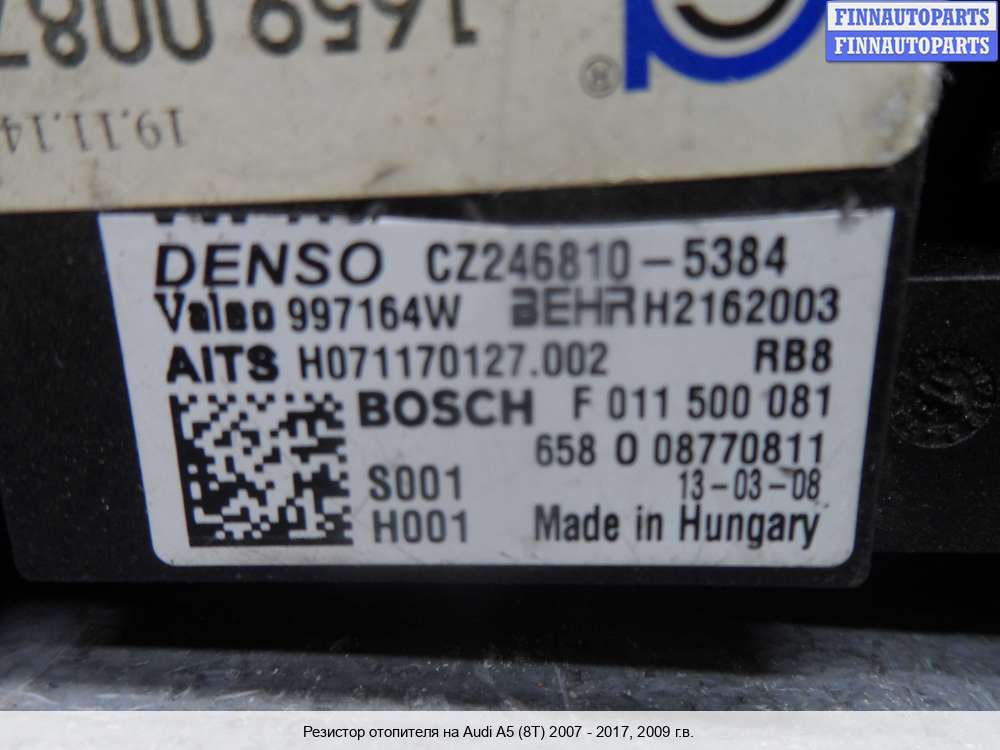 FINNAUTOPARTS
FINNAUTOPARTS
1659 0087
19.11.14
®
DENSO CZ246810-5384
Valeo 997164W BEHR H2162003
AITS H071170127.002 RB8
BOSCH F 011 500 081
658 0 08770811
S001 13-03-08
H001 Made in Hungary
Резистор отопителя на Audi A5 (8T) 2007 - 2017, 2009 г.в.